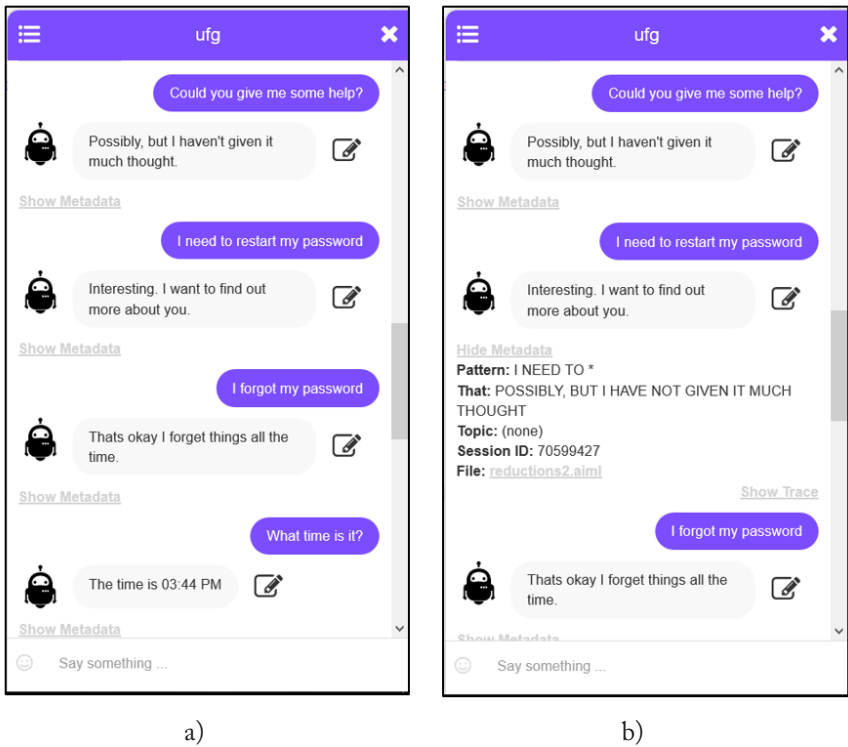 ufg
Could you give me some help?
Possibly, but I haven't given it
much thought.
Show Metadata
I need to restart my password
Interesting. I want to find out
more about you.
Show Metadata
I forgot my password
Thats okay I forget things all the
time.
Show Metadata
What time is it?
The time is 03:44 PM
Show Metadata
Say something ...
a)
ufg
Could you give me some help?
Possibly, but I haven't given it
much thought.
Show Metadata
I need to restart my password
Interesting. I want to find out
more about you.
Hide Metadata
Pattern: I NEED TO *
That: POSSIBLY, BUT I HAVE NOT GIVEN IT MUCH
THOUGHT
Topic: (none)
Session ID: 70599427
File: reductions2.aiml
Show Trace
I forgot my password
Thats okay I forget things all the
time.
Show Metadata
Say something ...
b)